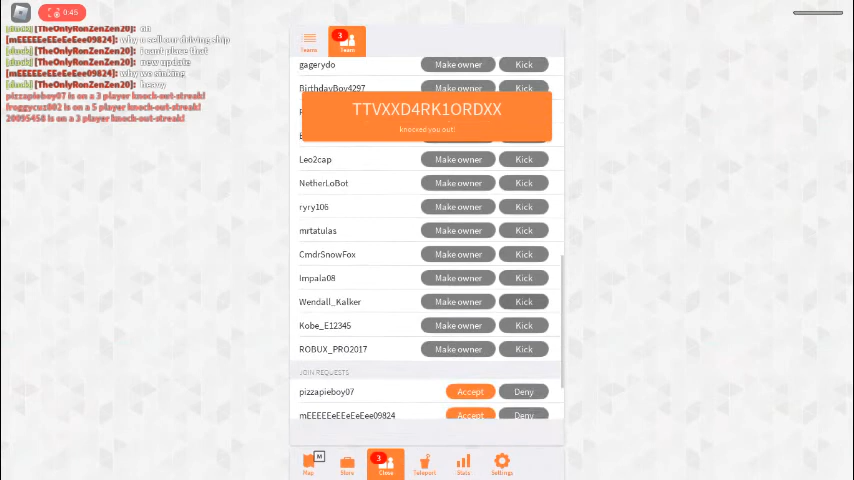 0:45
[TheOnlyRonZenZen20]: no
[mEEEEEeEEeEeEee09824]: why u sell our driving ship
[TheOnlyRonZenZen20]: i cant place that
[TheOnlyRonZenZen20]: new update
[mEEEEEeEEeEeEee09824]: why we sinking
[TheOnlyRonZenZen20]: heavy
pizzapieboy07 is on a 3 player knock-out-streak!
froggycuz802 is on a 5 player knock-out-streak!
20095458 is on a 3 player knock-out-streak!
Teams
3
Team
gagerydo Make owner Kick
BirthdayBoy4297 Make owner Kick
TTVXXD4RK1ORDXX
knocked you out!
Leo2cap Make owner Kick
NetherLoBot Make owner Kick
ryry106 Make owner Kick
mrtatulas Make owner Kick
CmdrSnowFox Make owner Kick
Impala08 Make owner Kick
Wendall_Kalker Make owner Kick
Kobe_E12345 Make owner Kick
ROBUX_PRO2017 Make owner Kick
JOIN REQUESTS
pizzapieboy07 Accept Deny
mEEEEEeEEeEeEee09824 Accept Deny
M
3
Map Store Close Teleport Stats Settings